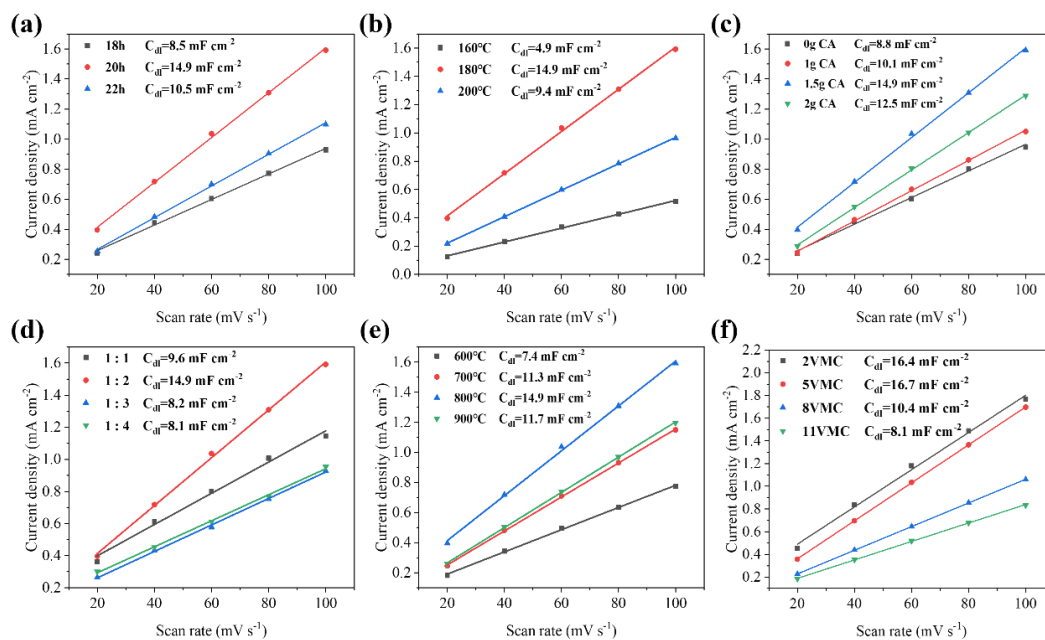 (a)
18h C_dl=8.5 mF cm^2
20h C_dl=14.9 mF cm^-2
22h C_dl=10.5 mF cm^-2
Current density (mA cm^-2)
1.6
1.4
1.2
1.0
0.8
0.6
0.4
0.2
20 40 60 80 100
Scan rate (mV s^-1)
(b)
160℃ C_dl=4.9 mF cm^-2
180℃ C_dl=14.9 mF cm^-2
200℃ C_dl=9.4 mF cm^-2
Current density (mA cm^-2)
1.6
1.4
1.2
1.0
0.8
0.6
0.4
0.2
0.0
20 40 60 80 100
Scan rate (mV s^-1)
(c)
0g CA C_dl=8.8 mF cm^-2
1g CA C_dl=10.1 mF cm^-2
1.5g CA C_dl=14.9 mF cm^-2
2g CA C_dl=12.5 mF cm^-2
Current density (mA cm^-2)
1.6
1.4
1.2
1.0
0.8
0.6
0.4
0.2
20 40 60 80 100
Scan rate (mV s^-1)
(d)
1 : 1 C_dl=9.6 mF cm^2
1 : 2 C_dl=14.9 mF cm^-2
1 : 3 C_dl=8.2 mF cm^-2
1 : 4 C_dl=8.1 mF cm^-2
Current density (mA cm^-2)
1.8
1.6
1.4
1.2
1.0
0.8
0.6
0.4
0.2
20 40 60 80 100
Scan rate (mV s^-1)
(e)
600℃ C_dl=7.4 mF cm^-2
700℃ C_dl=11.3 mF cm^-2
800℃ C_dl=14.9 mF cm^-2
900℃ C_dl=11.7 mF cm^-2
Current density (mA cm^-2)
1.6
1.4
1.2
1.0
0.8
0.6
0.4
0.2
20 40 60 80 100
Scan rate (mV s^-1)
(f)
2VMC C_dl=16.4 mF cm^-2
5VMC C_dl=16.7 mF cm^-2
8VMC C_dl=10.4 mF cm^-2
11VMC C_dl=8.1 mF cm^-2
Current density (mA cm^-2)
2.2
2.0
1.8
1.6
1.4
1.2
1.0
0.8
0.6
0.4
0.2
20 40 60 80 100
Scan rate (mV s^-1)